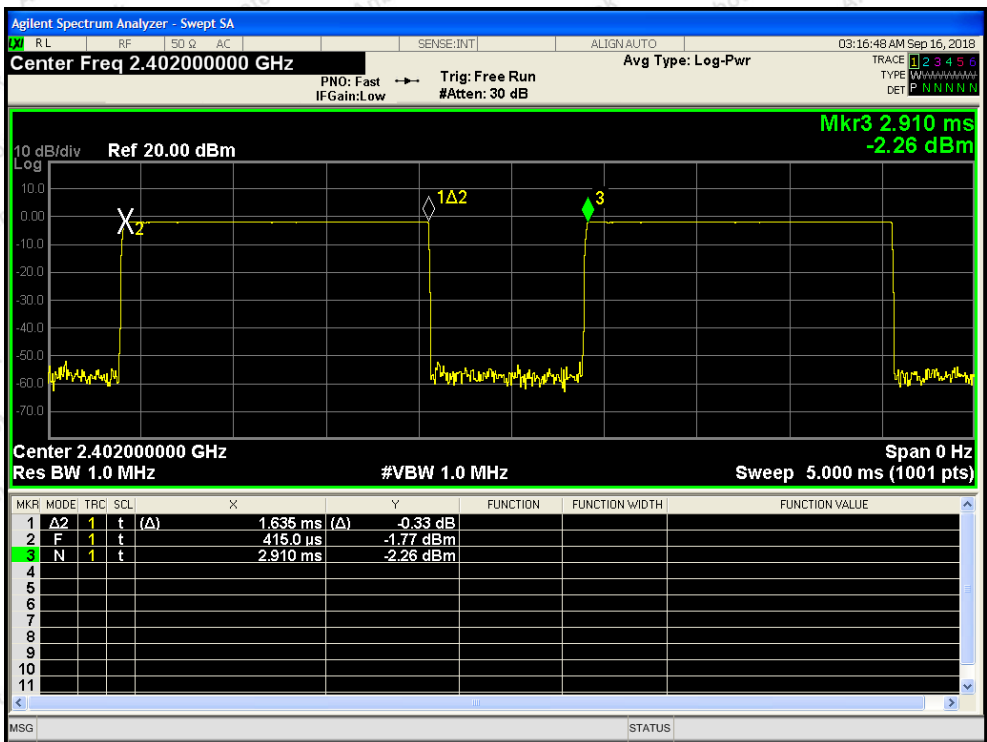 Agilent Spectrum Analyzer - Swept SA
LXI RL RF 50 Ω AC SENSE:INT ALIGN AUTO 03:16:48 AM Sep 16, 2018
Center Freq 2.402000000 GHz Avg Type: Log-Pwr TRACE 1 2 3 4 5 6
PNO: Fast Trig: Free Run TYPE WWWWWW
IFGain:Low #Atten: 30 dB DET P N N N N N
Mkr3 2.910 ms
10 dB/div Ref 20.00 dBm -2.26 dBm
Log
10.0
0.00
-10.0
-20.0
-30.0
-40.0
-50.0
-60.0
-70.0
X2
1Δ2
3
Center 2.402000000 GHz Span 0 Hz
Res BW 1.0 MHz #VBW 1.0 MHz Sweep 5.000 ms (1001 pts)
MKR MODE TRC SCL X Y FUNCTION FUNCTION WIDTH FUNCTION VALUE
1 Δ2 1 t (Δ) 1.635 ms (Δ) -0.33 dB
2 F 1 t 415.0 µs -1.77 dBm
3 N 1 t 2.910 ms -2.26 dBm
4
5
6
7
8
9
10
11
MSG STATUS